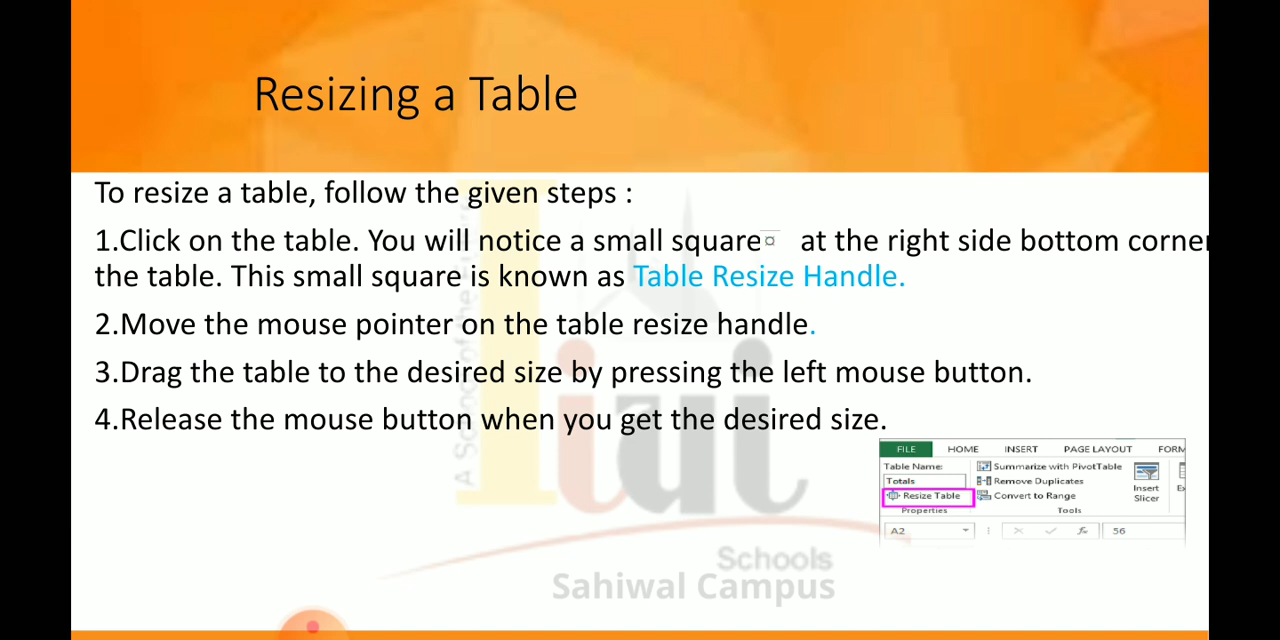 Resizing a Table
To resize a table, follow the given steps :
1.Click on the table. You will notice a small square¤ at the right side bottom corner
the table. This small square is known as Table Resize Handle.
2.Move the mouse pointer on the table resize handle.
3.Drag the table to the desired size by pressing the left mouse button.
4.Release the mouse button when you get the desired size.
FILE HOME INSERT PAGE LAYOUT FORM
Table Name: Summarize with PivotTable
Totals Remove Duplicates
Resize Table Convert to Range
Insert
Slicer
Properties Tools
A2 fx 56
A School of the
Schools
Sahiwal Campus